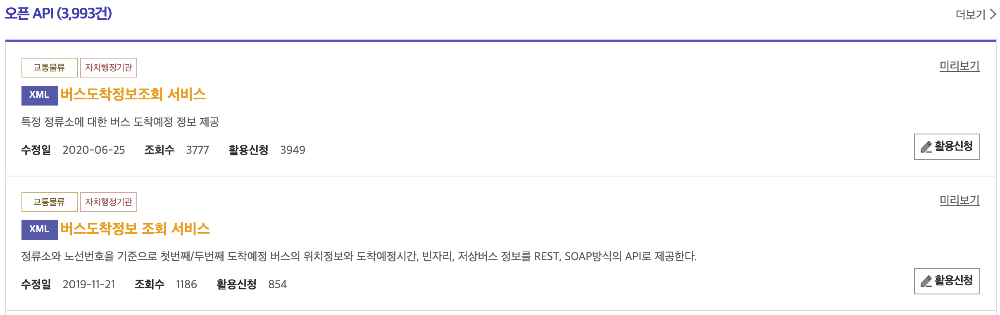 오픈 API (3,993건)
더보기
교통물류 자치행정기관
미리보기
XML 버스도착정보조회 서비스
특정 정류소에 대한 버스 도착예정 정보 제공
수정일 2020-06-25 조회수 3777 활용신청 3949
활용신청
교통물류 자치행정기관
미리보기
XML 버스도착정보 조회 서비스
정류소와 노선번호을 기준으로 첫번째/두번째 도착예정 버스의 위치정보와 도착예정시간, 빈자리, 저상버스 정보를 REST, SOAP방식의 API로 제공한다.
수정일 2019-11-21 조회수 1186 활용신청 854
활용신청